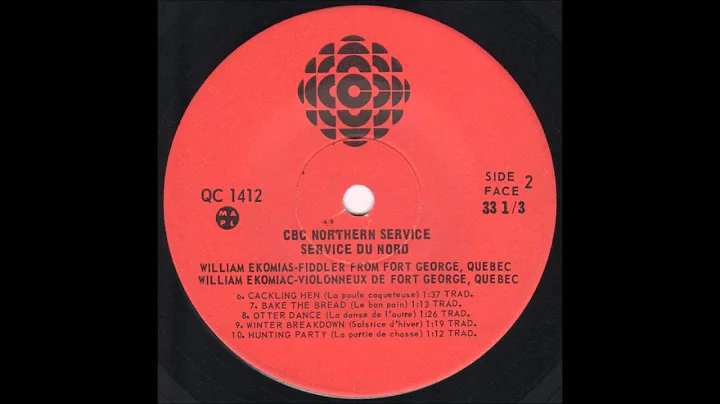 QC 1412
MA
PL
SIDE 2
FACE
33 1/3
CBC NORTHERN SERVICE
SERVICE DU NORD
WILLIAM EKOMIAS-FIDDLER FROM FORT GEORGE, QUEBEC
WILLIAM EKOMIAC-VIOLONNEUX DE FORT GEORGE, QUEBEC
6. CACKLING HEN (La poule caqueteuse) 1:37 TRAD.
7. BAKE THE BREAD (Le bon pain) 1:13 TRAD.
8. OTTER DANCE (La danse de l'outre) 1:26 TRAD.
9. WINTER BREAKDOWN (Solstice d'hiver) 1:19 TRAD.
10. HUNTING PARTY (La partie de chasse) 1:12 TRAD.